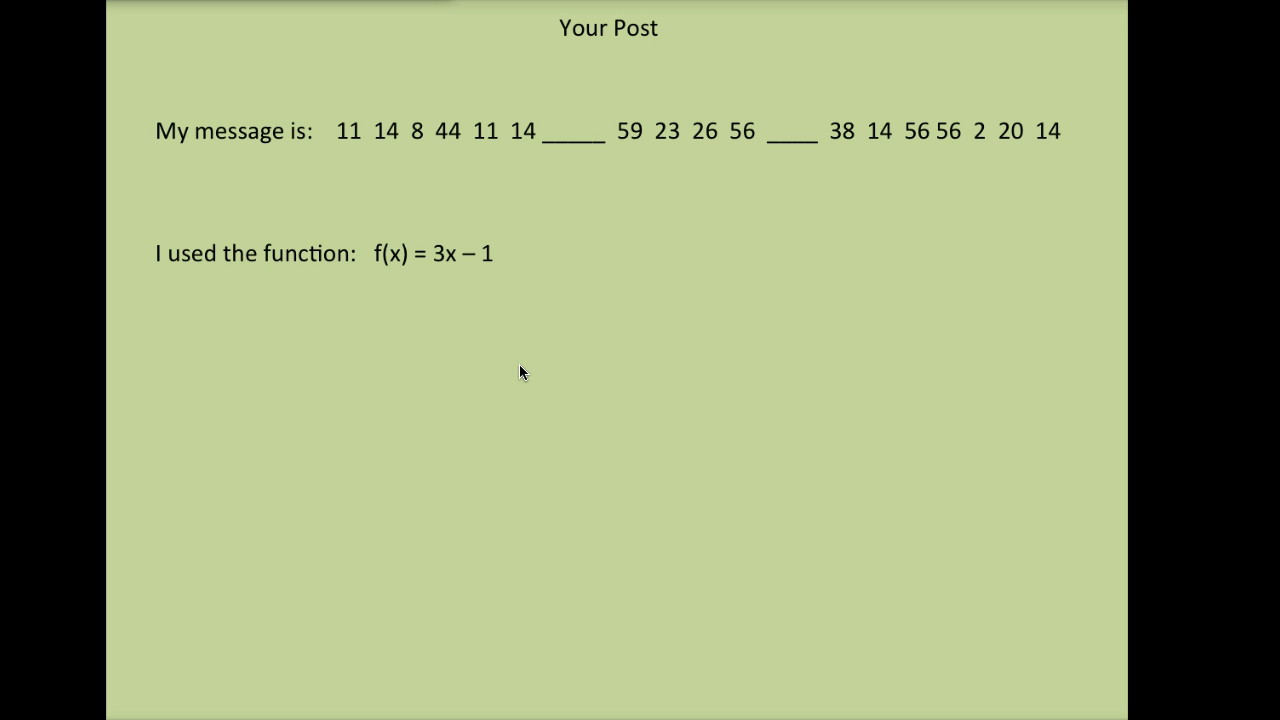 Your Post
My message is: 11 14 8 44 11 14 _____ 59 23 26 56 ____ 38 14 56 56 2 20 14
I used the function: f(x) = 3x – 1